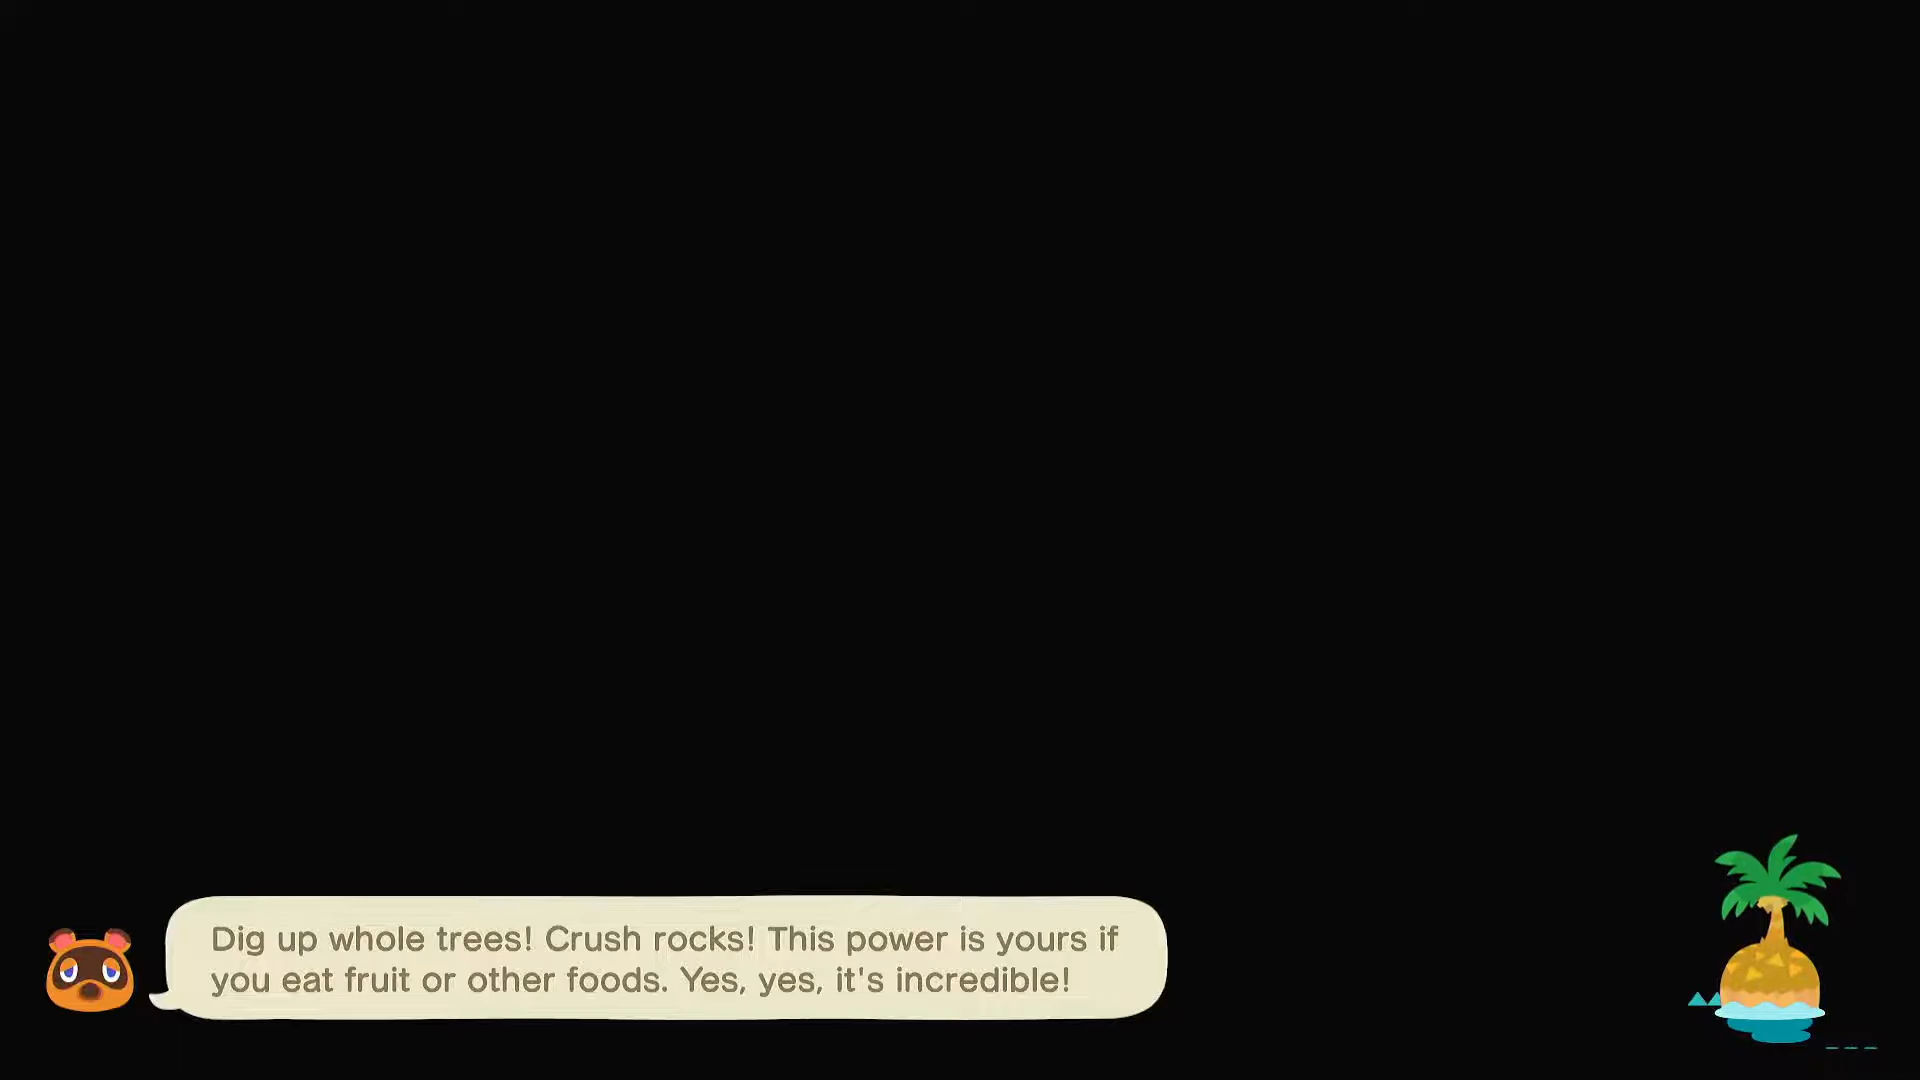 Dig up whole trees! Crush rocks! This power is yours if
you eat fruit or other foods. Yes, yes, it's incredible!